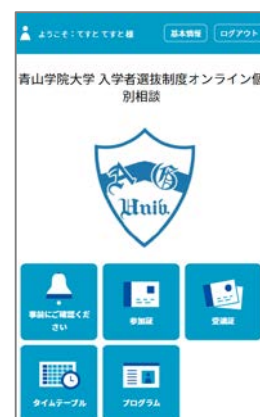 ようこそ：てすと てすと様
基本情報
ログアウト
青山学院大学 入学者選抜制度オンライン個
別相談
A G
Univ.
事前にご確認くだ
さい
参加証
受講証
タイムテーブル
プログラム